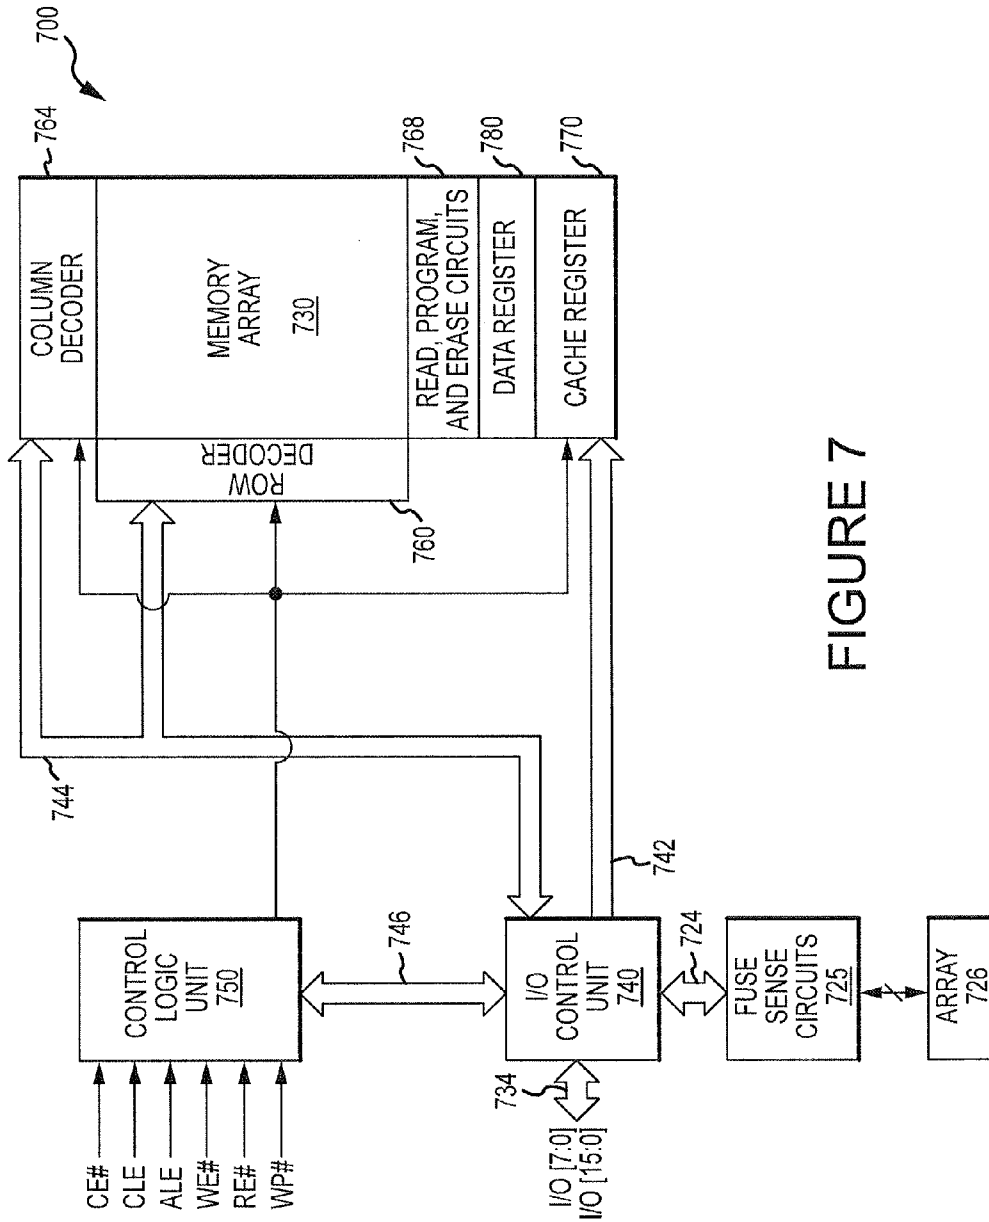 700
764
COLUMN
DECODER
MEMORY
ARRAY
730
ROW
DECODER
760
768
READ, PROGRAM,
AND ERASE CIRCUITS
780
DATA REGISTER
770
CACHE REGISTER
744
742
CONTROL
LOGIC
UNIT
750
CE#
CLE
ALE
WE#
RE#
WP#
746
I/O
CONTROL
UNIT
740
734
I/O [7:0]
I/O [15:0]
724
FUSE
SENSE
CIRCUITS
725
ARRAY
726
FIGURE 7